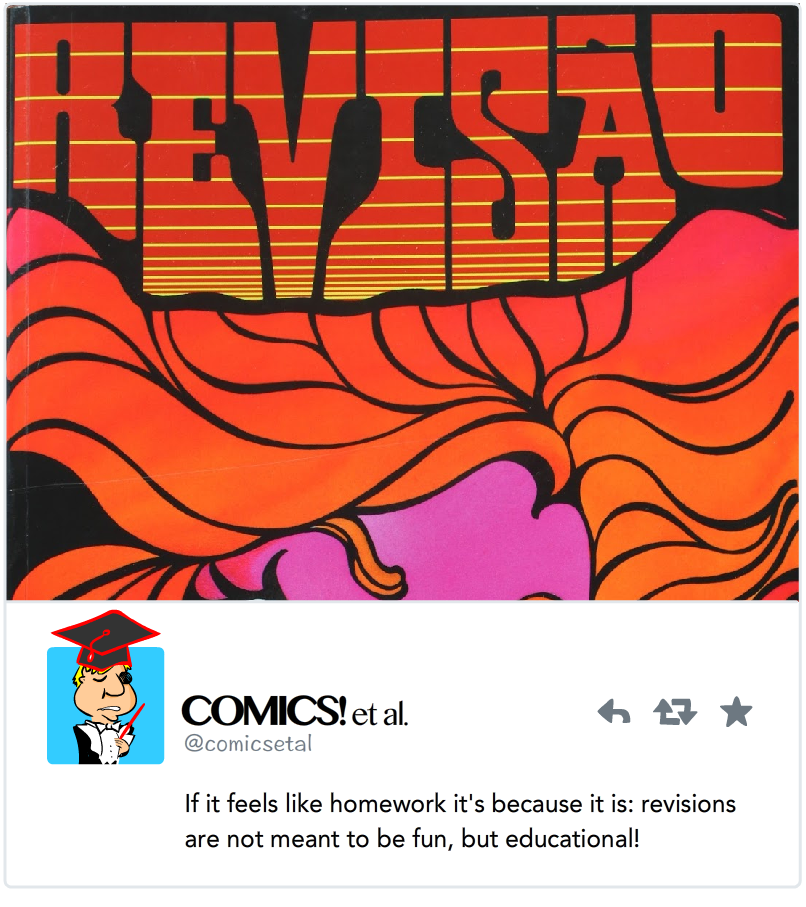 REVISÃO
COMICS! et al.
@comicsetal
If it feels like homework it's because it is: revisions
are not meant to be fun, but educational!